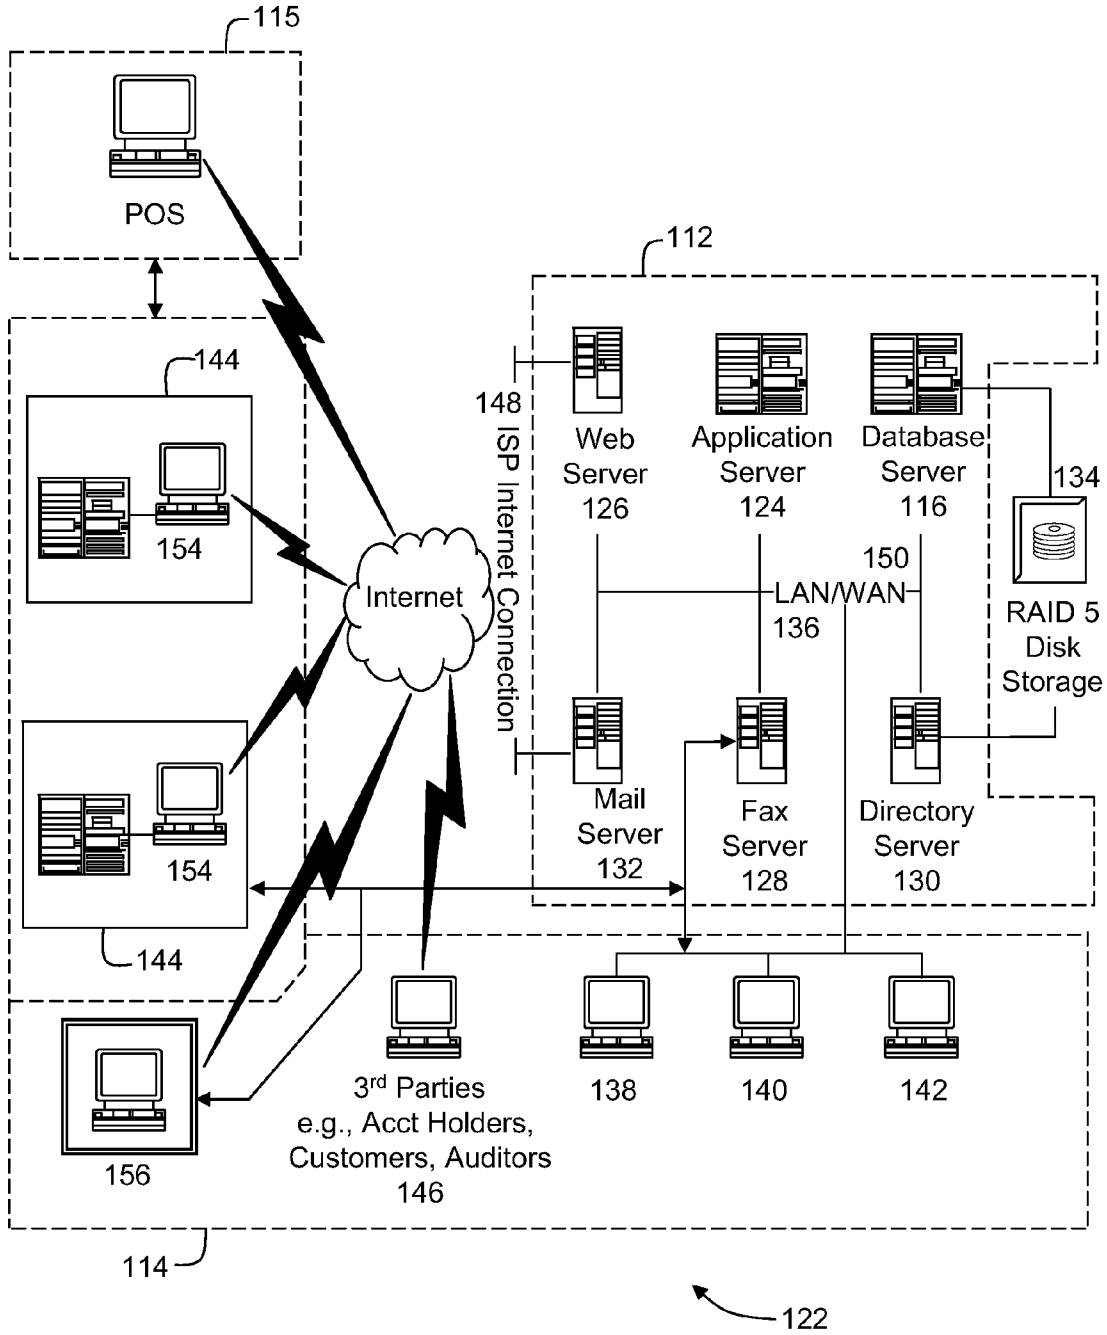 115
POS
112
144
148
ISP Internet Connection
Web
Server
126
Application
Server
124
Database
Server
116
134
154
150
Internet
LAN/WAN
136
RAID 5
Disk
Storage
154
Mail
Server
132
Fax
Server
128
Directory
Server
130
144
3rd Parties
e.g., Acct Holders,
Customers, Auditors
146
138
140
142
156
114
122